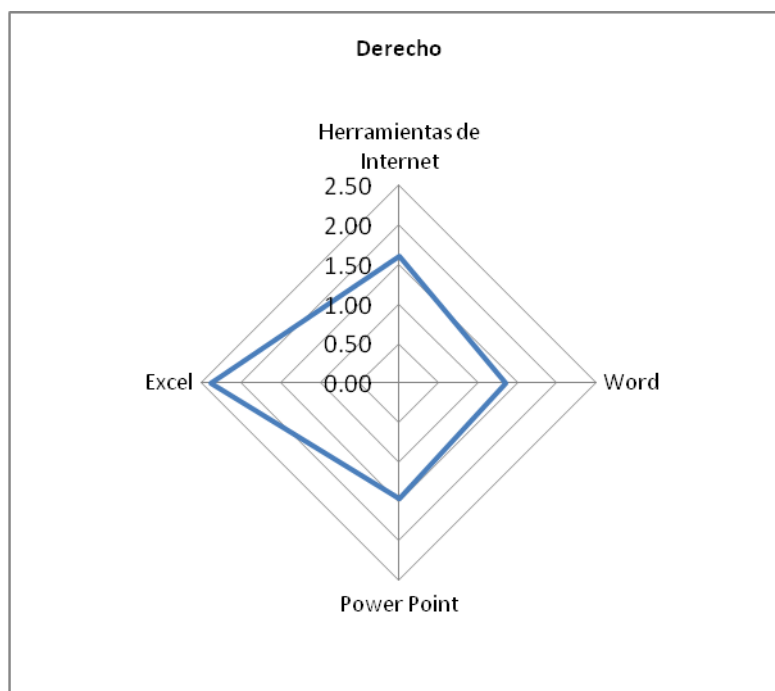 Derecho
Herramientas de
Internet
2.50
2.00
1.50
1.00
0.50
0.00
Excel
Word
Power Point